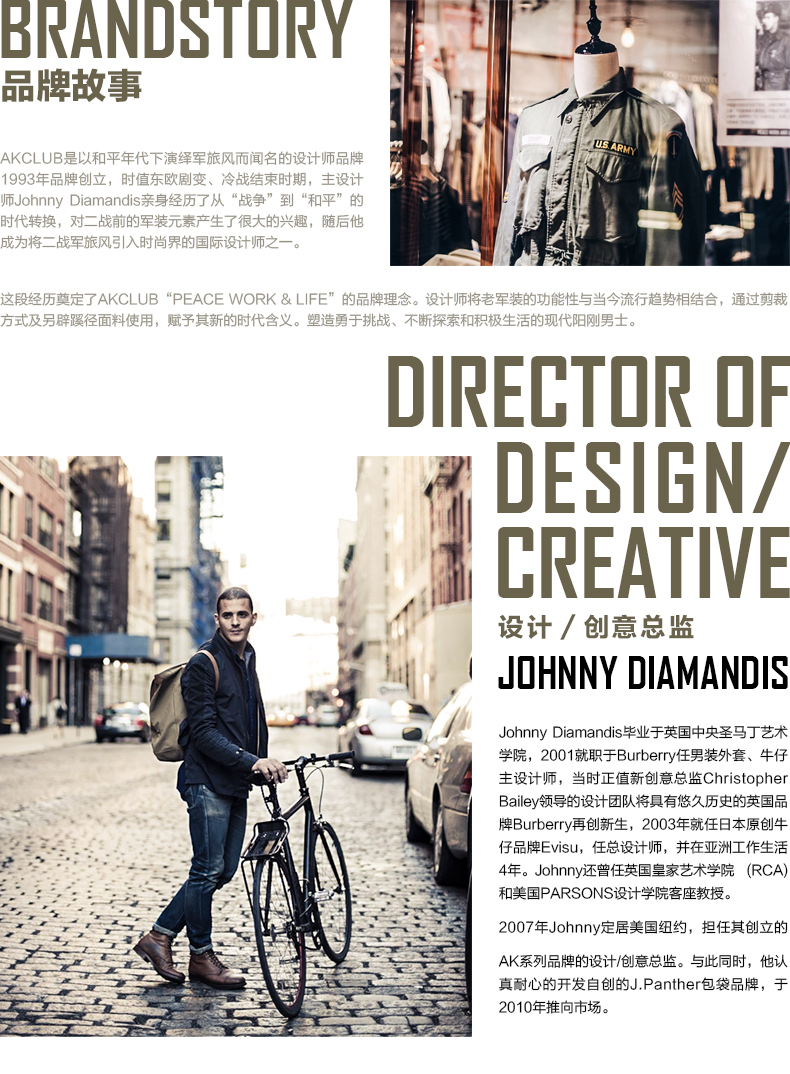 BRANDSTORY
品牌故事
AKCLUB是以和平年代下演绎军旅风而闻名的设计师品牌
1993年品牌创立，时值东欧剧变、冷战结束时期，主设计
师Johnny Diamandis亲身经历了从“战争”到“和平”的
时代转换，对二战前的军装元素产生了很大的兴趣，随后他
成为将二战军旅风引入时尚界的国际设计师之一。
U.S. ARMY
这段经历奠定了AKCLUB“PEACE WORK & LIFE”的品牌理念。设计师将老军装的功能性与当今流行趋势相结合，通过剪裁
方式及另辟蹊径面料使用，赋予其新的时代含义。塑造勇于挑战、不断探索和积极生活的现代阳刚男士。
DIRECTOR OF
DESIGN/
CREATIVE
设计/创意总监
JOHNNY DIAMANDIS
Johnny Diamandis毕业于英国中央圣马丁艺术
学院，2001就职于Burberry任男装外套、牛仔
主设计师，当时正值新创意总监Christopher
Bailey领导的设计团队将具有悠久历史的英国品
牌Burberry再创新生，2003年就任日本原创牛
仔品牌Evisu，任总设计师，并在亚洲工作生活
4年。Johnny还曾任英国皇家艺术学院 (RCA)
和美国PARSONS设计学院客座教授。
2007年Johnny定居美国纽约，担任其创立的
AK系列品牌的设计/创意总监。与此同时，他认
真耐心的开发自创的J.Panther包袋品牌，于
2010年推向市场。